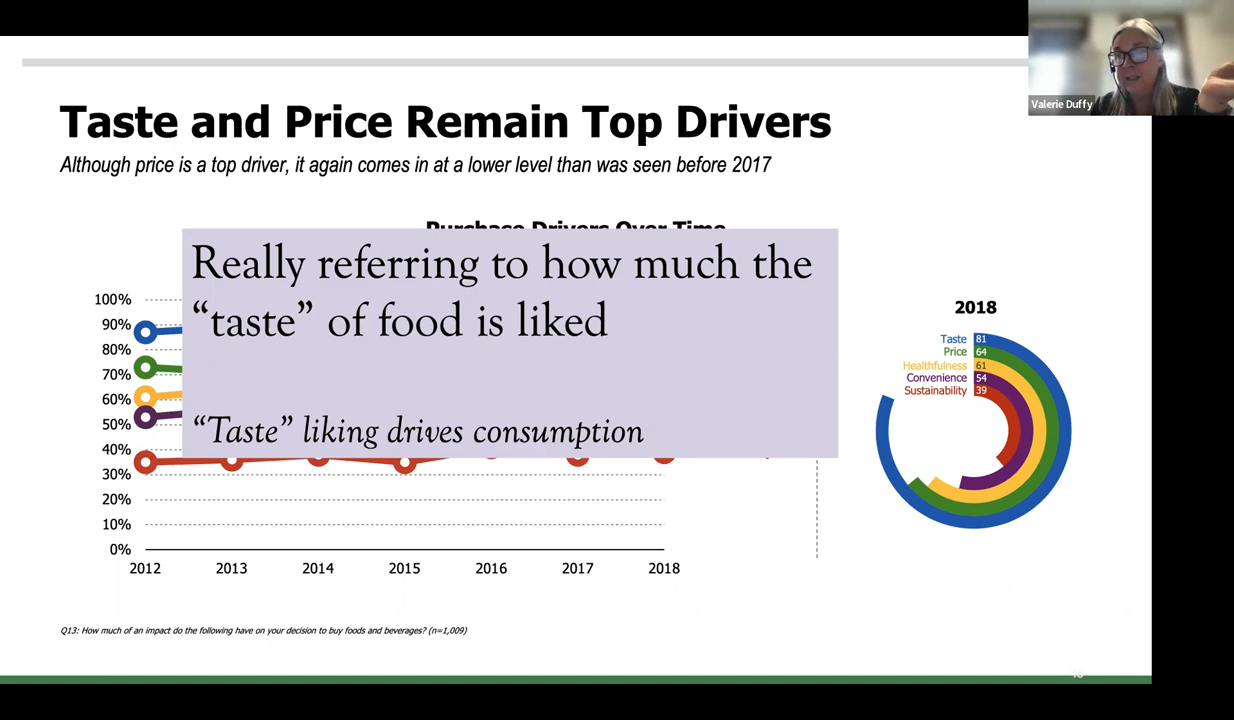 Valerie Duffy
Taste and Price Remain Top Drivers
Although price is a top driver, it again comes in at a lower level than was seen before 2017
Purchase Drivers Over Time
Really referring to how much the
“taste” of food is liked
“Taste” liking drives consumption
100%
90%
80%
70%
60%
50%
40%
30%
20%
10%
0%
2012 2013 2014 2015 2016 2017 2018
2018
Taste 81
Price 64
Healthfulness 61
Convenience 54
Sustainability 39
Q13: How much of an impact do the following have on your decision to buy foods and beverages? (n=1,009)